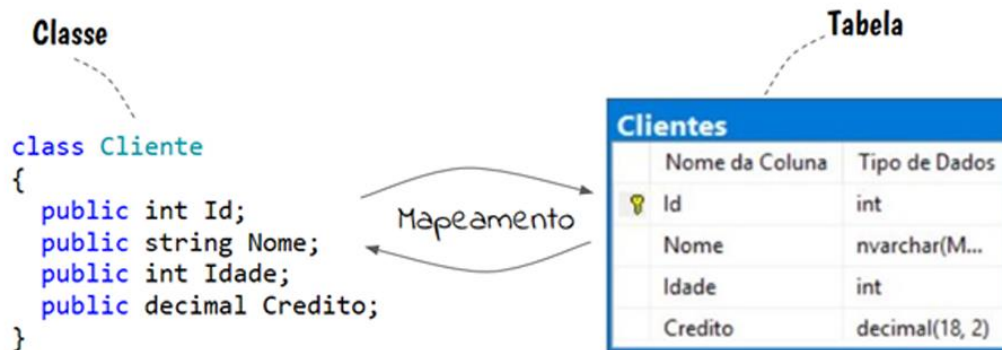 Classe
class Cliente
{
public int Id;
public string Nome;
public int Idade;
public decimal Credito;
}
Mapeamento
Tabela
Clientes
Nome da Coluna Tipo de Dados
Id int
Nome nvarchar(M...
Idade int
Credito decimal(18, 2)